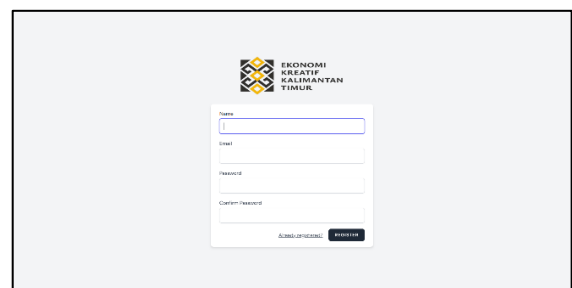 EKONOMI
KREATIF
KALIMANTAN
TIMUR
Name
Email
Password
Confirm Password
Already registered? REGISTER